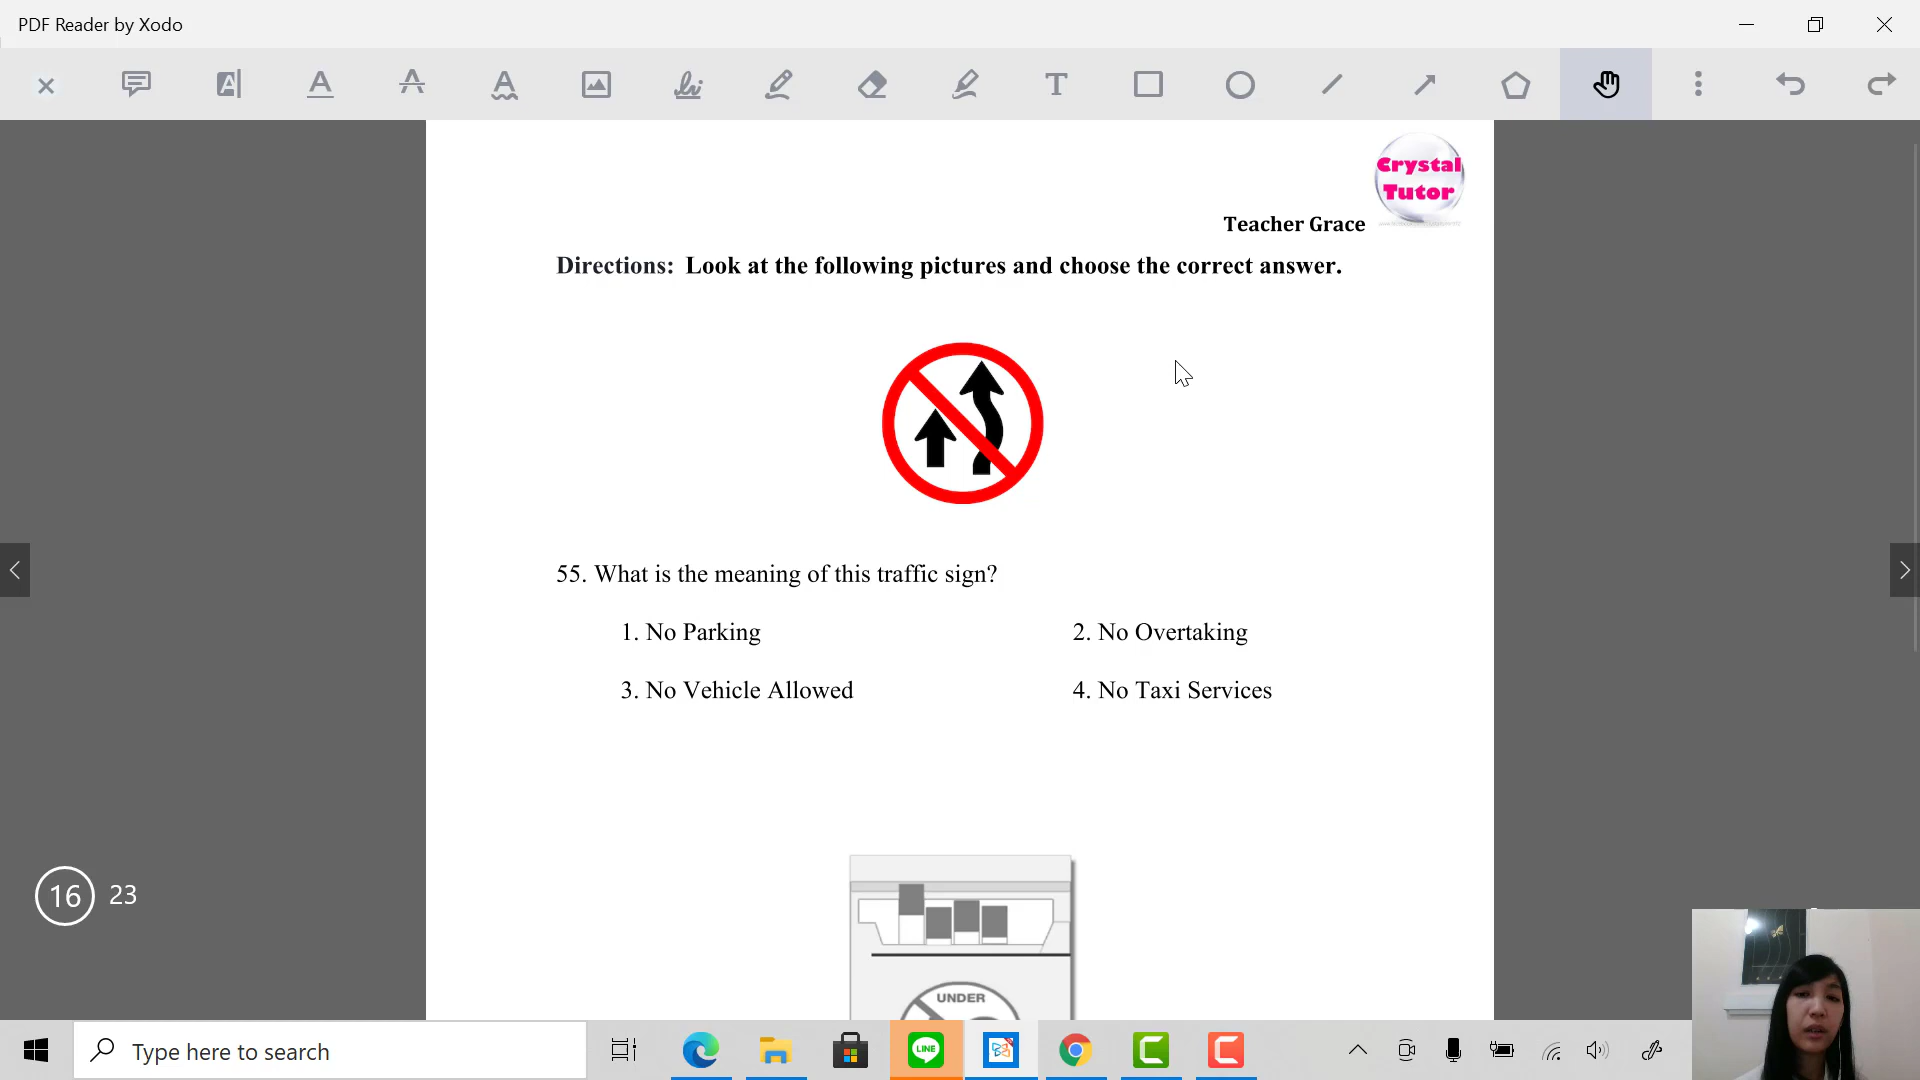 PDF Reader by Xodo
Crystal
Tutor
Teacher Grace
Directions: Look at the following pictures and choose the correct answer.
55. What is the meaning of this traffic sign?
1. No Parking
2. No Overtaking
3. No Vehicle Allowed
4. No Taxi Services
UNDER
16 23
Type here to search
LINE